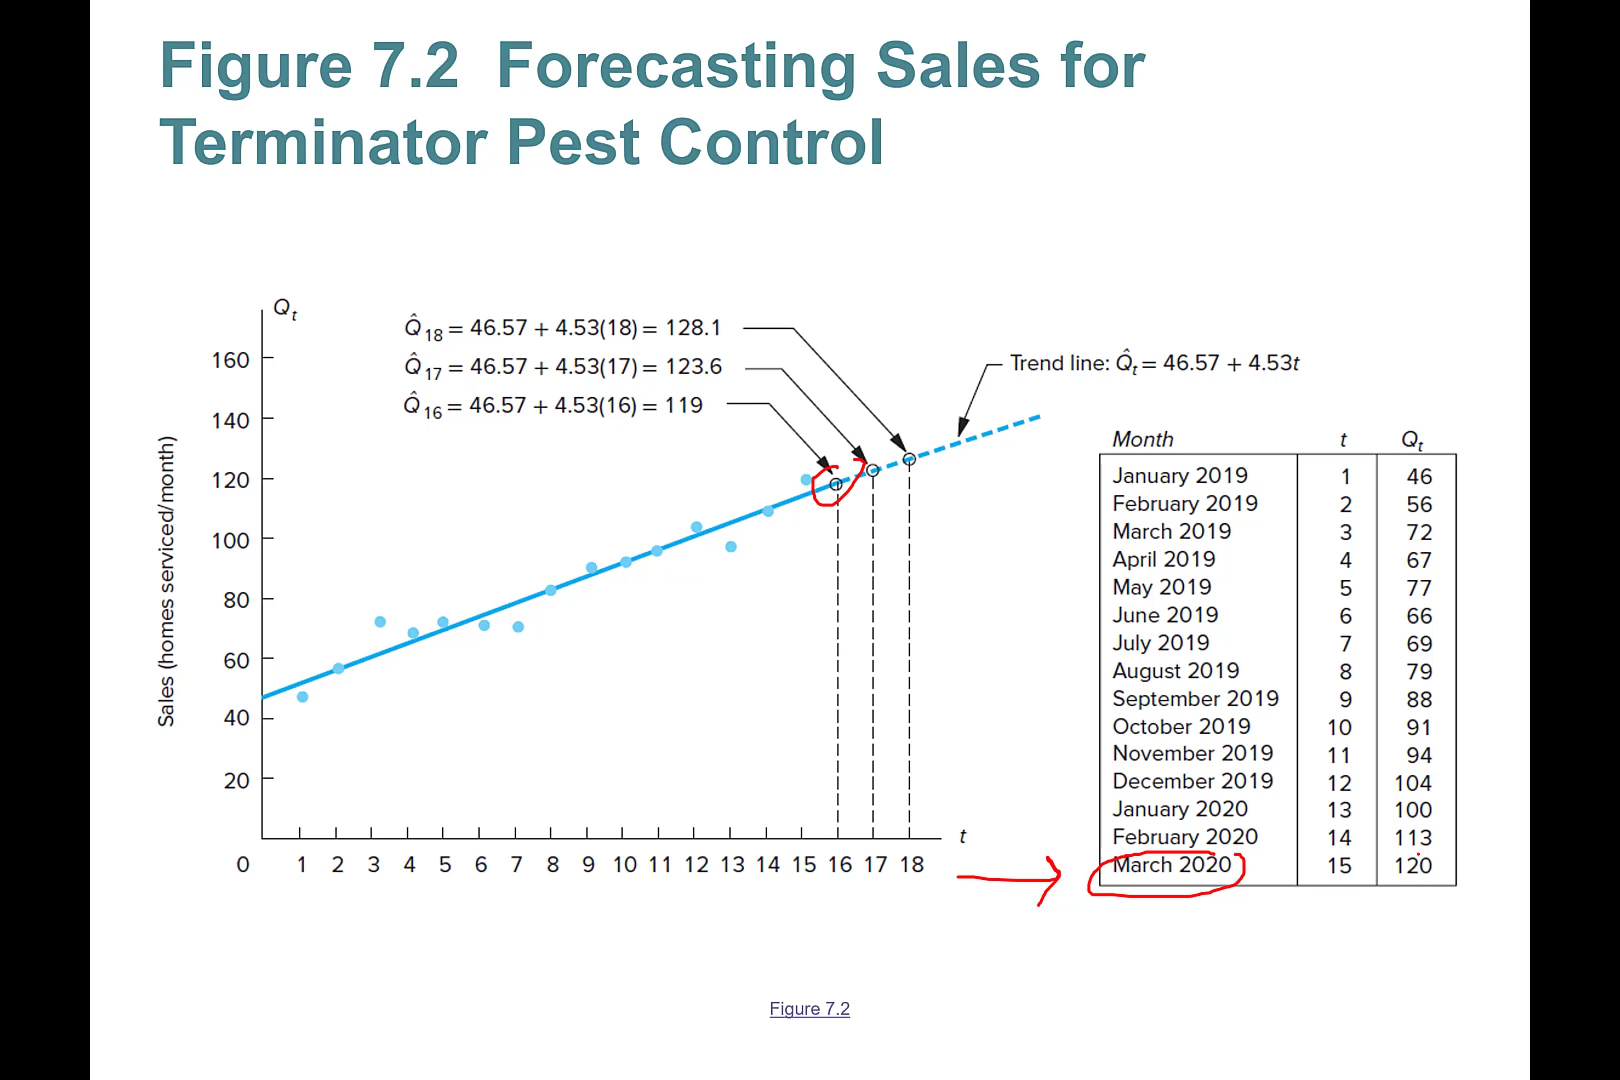 Figure 7.2 Forecasting Sales for
Terminator Pest Control
Qt
Q̂18 = 46.57 + 4.53(18) = 128.1
Q̂17 = 46.57 + 4.53(17) = 123.6
Q̂16 = 46.57 + 4.53(16) = 119
Trend line: Q̂t = 46.57 + 4.53t
Sales (homes serviced/month)
160
140
120
100
80
60
40
20
0 1 2 3 4 5 6 7 8 9 10 11 12 13 14 15 16 17 18
t
Month t Qt
January 2019 1 46
February 2019 2 56
March 2019 3 72
April 2019 4 67
May 2019 5 77
June 2019 6 66
July 2019 7 69
August 2019 8 79
September 2019 9 88
October 2019 10 91
November 2019 11 94
December 2019 12 104
January 2020 13 100
February 2020 14 113
March 2020 15 120
Figure 7.2